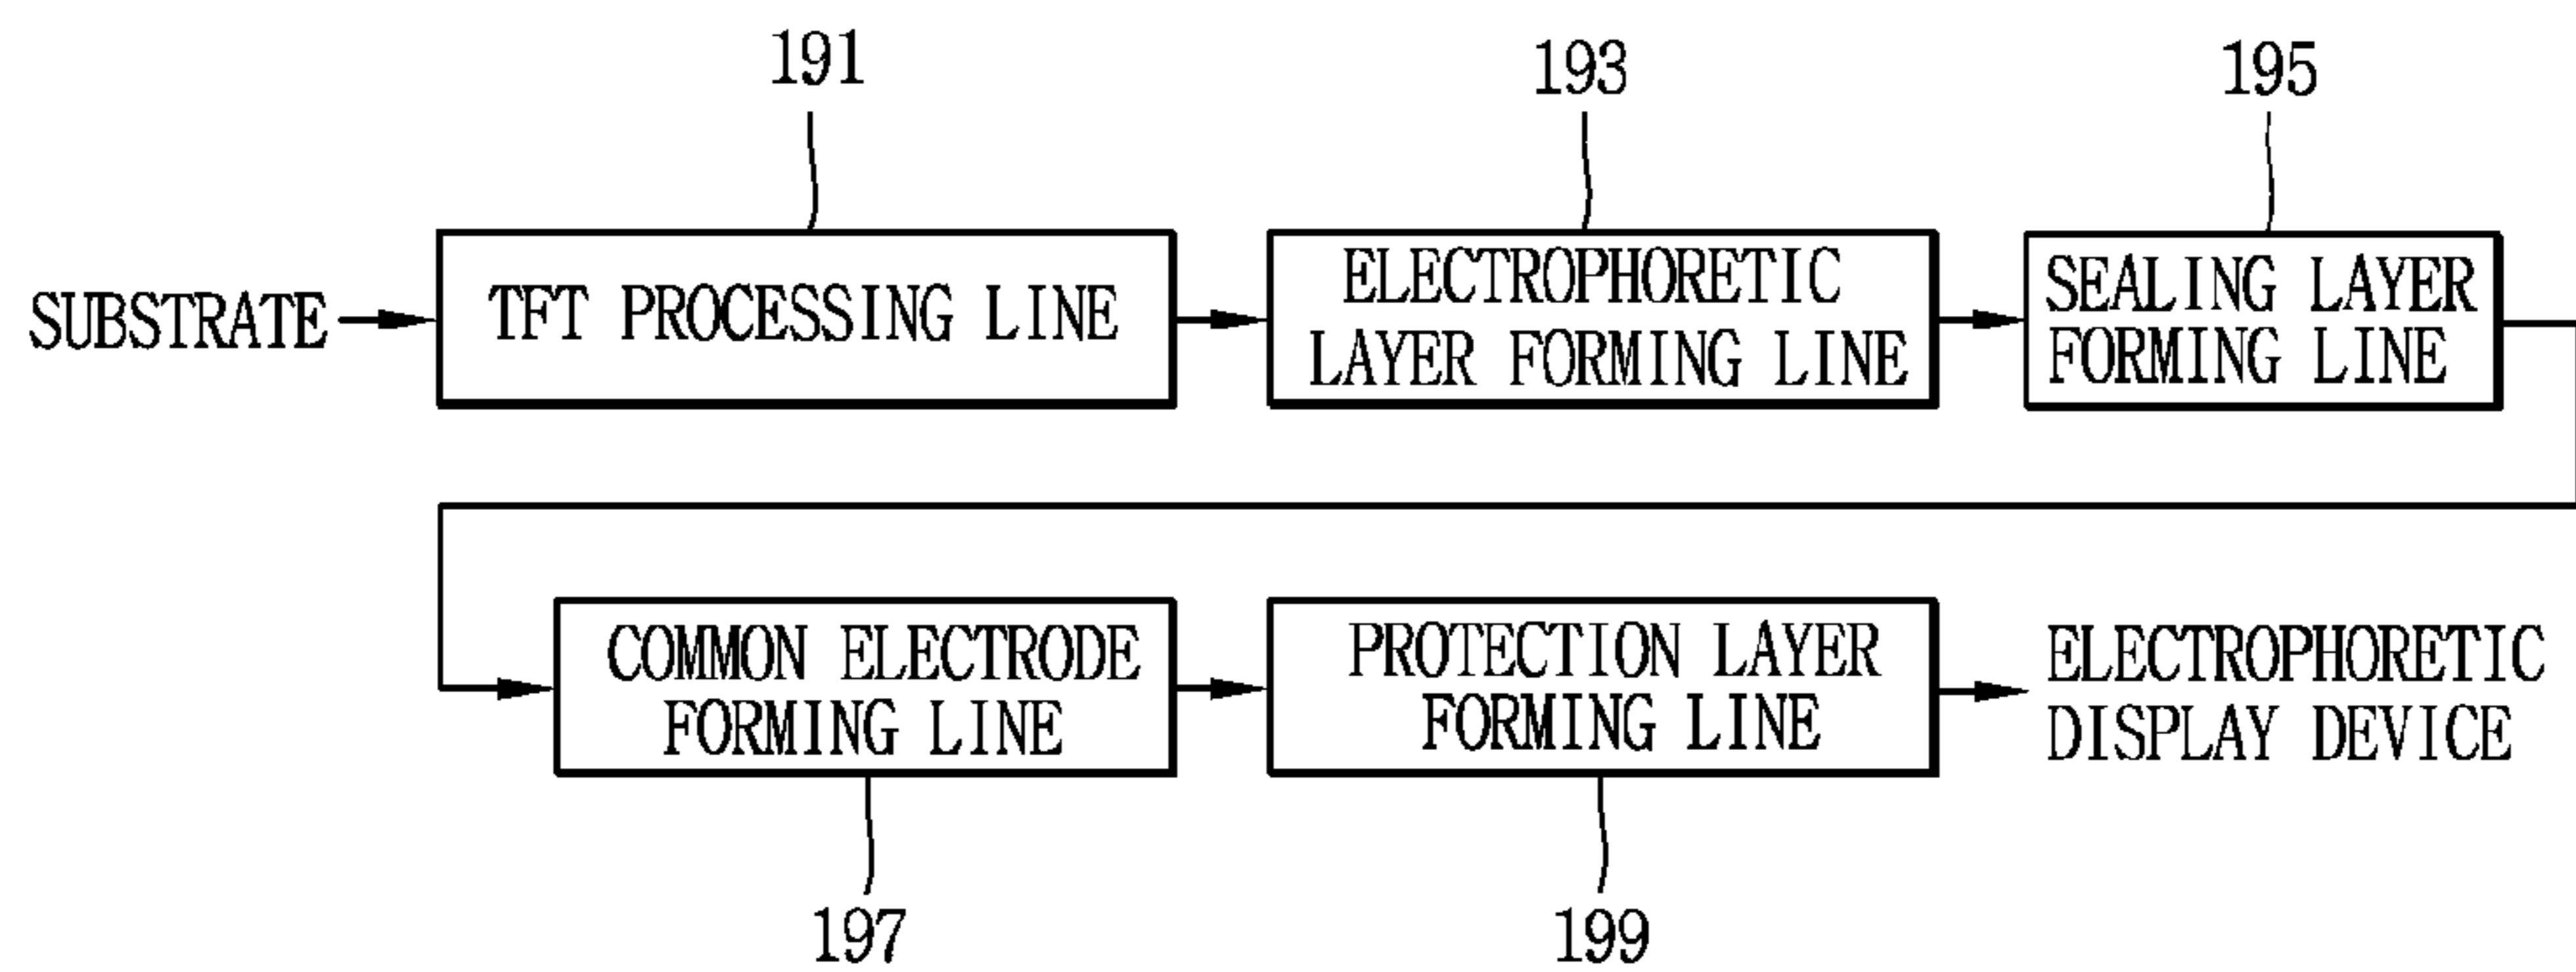 191
193
195
SUBSTRATE
TFT PROCESSING LINE
ELECTROPHORETIC
LAYER FORMING LINE
SEALING LAYER
FORMING LINE
COMMON ELECTRODE
FORMING LINE
PROTECTION LAYER
FORMING LINE
ELECTROPHORETIC
DISPLAY DEVICE
197
199